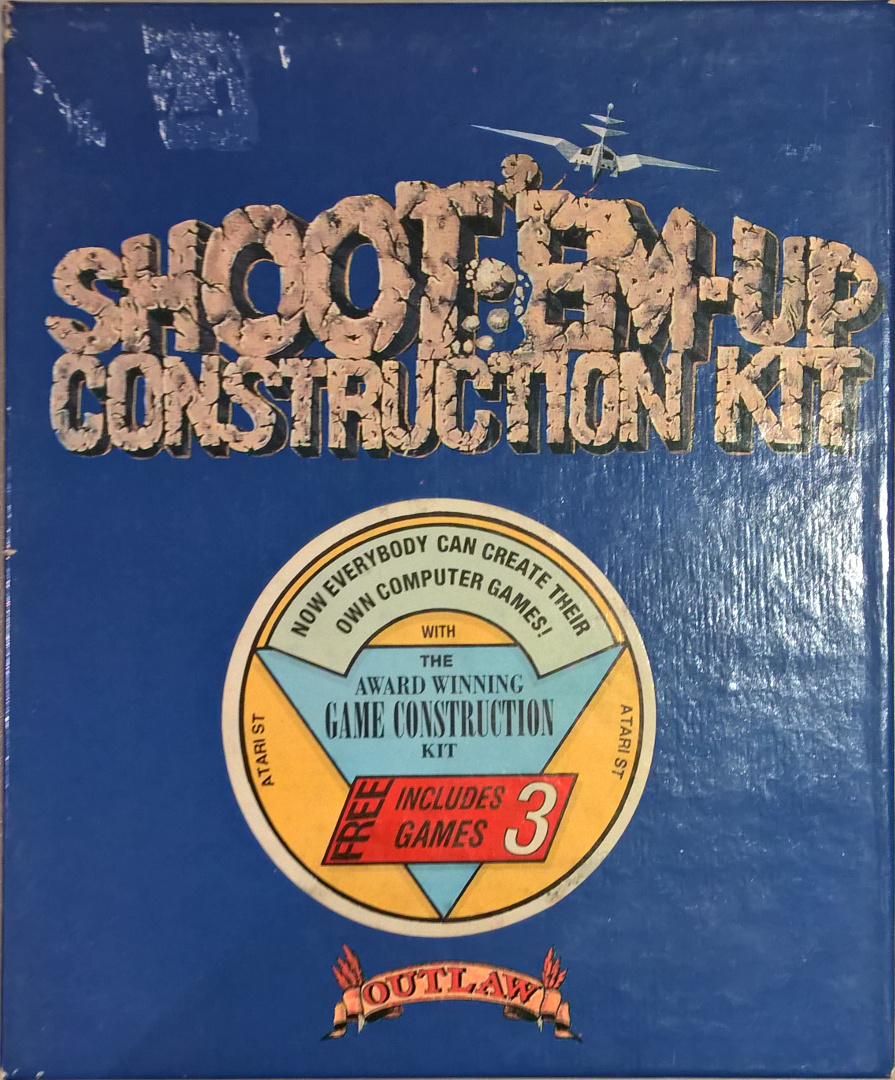 SHOOT'EM-UP
CONSTRUCTION KIT
NOW EVERYBODY CAN CREATE THEIR
OWN COMPUTER GAMES!
WITH
THE
AWARD WINNING
GAME CONSTRUCTION
KIT
ATARI ST
ATARI ST
FREE
INCLUDES
GAMES
3
OUTLAW